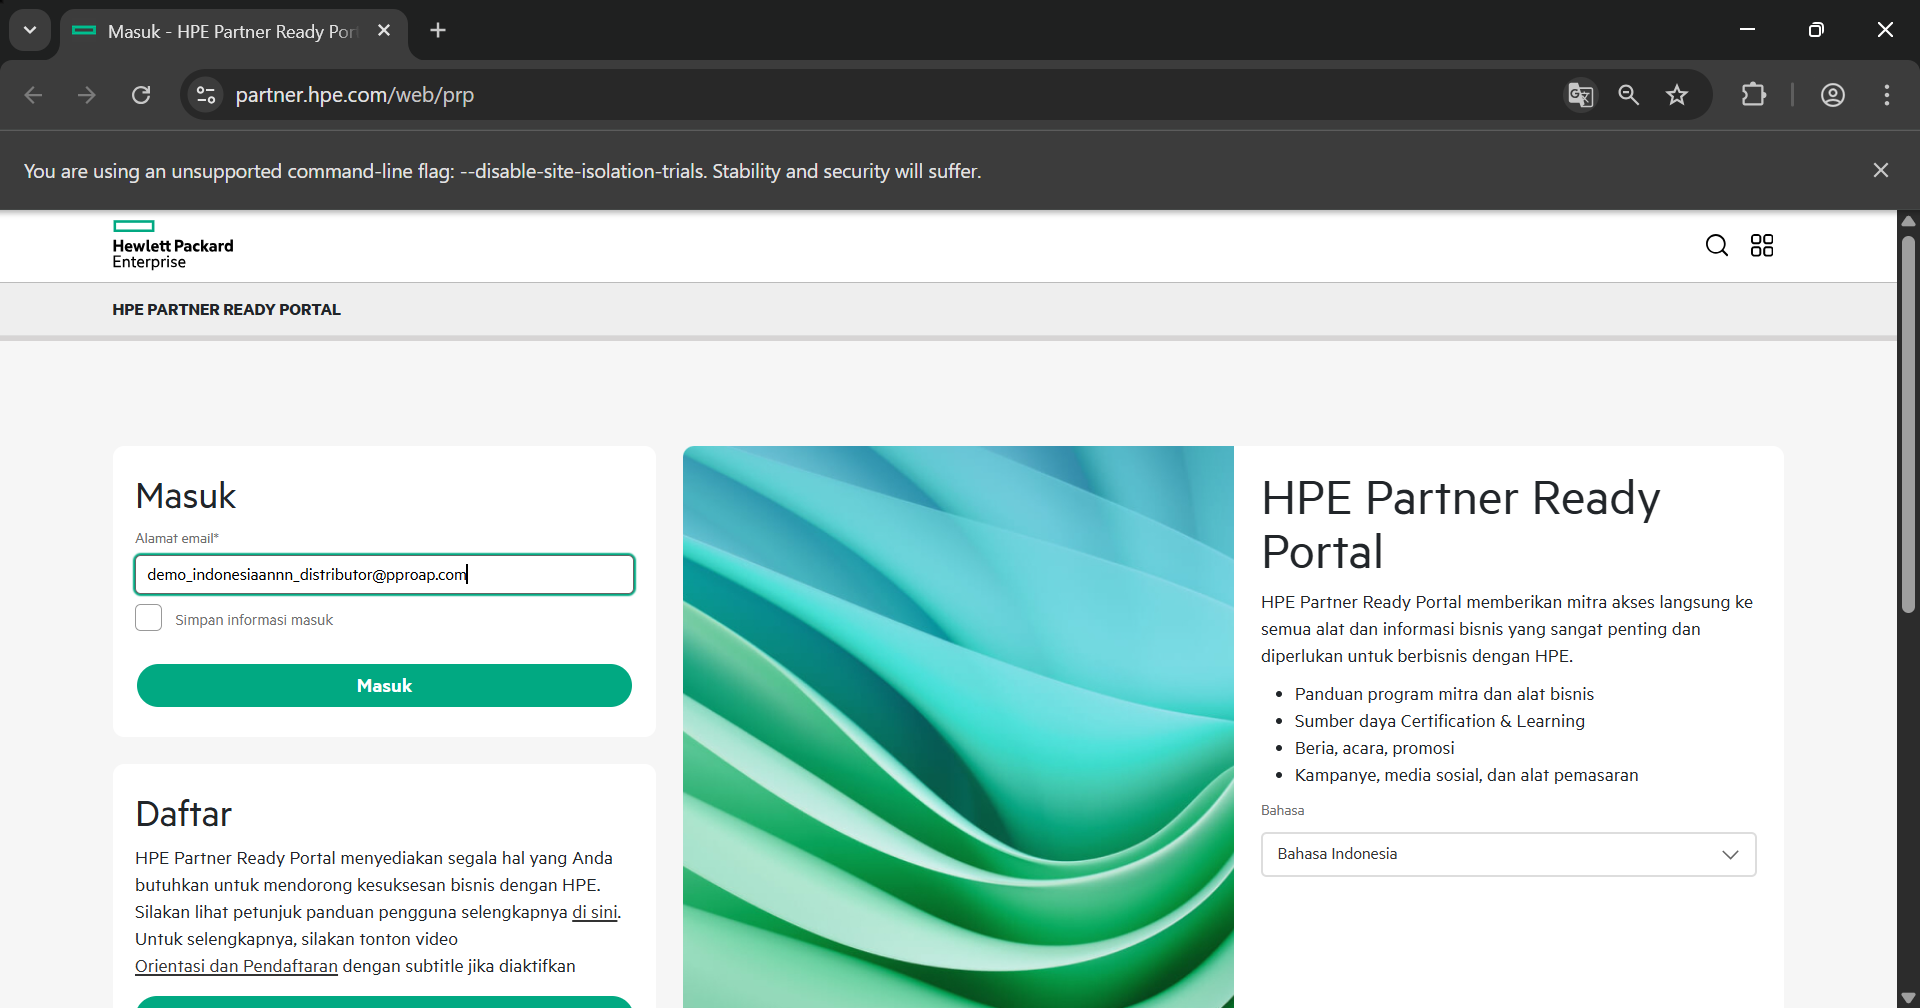 Masuk - HPE Partner Ready Por
partner.hpe.com/web/prp
You are using an unsupported command-line flag: --disable-site-isolation-trials. Stability and security will suffer.
Hewlett Packard
Enterprise
HPE PARTNER READY PORTAL
Masuk
Alamat email*
demo_indonesiaannn_distributor@pproap.com
Simpan informasi masuk
Masuk
Daftar
HPE Partner Ready Portal menyediakan segala hal yang Anda
butuhkan untuk mendorong kesuksesan bisnis dengan HPE.
Silakan lihat petunjuk panduan pengguna selengkapnya di sini.
Untuk selengkapnya, silakan tonton video
Orientasi dan Pendaftaran dengan subtitle jika diaktifkan
HPE Partner Ready
Portal
HPE Partner Ready Portal memberikan mitra akses langsung ke
semua alat dan informasi bisnis yang sangat penting dan
diperlukan untuk berbisnis dengan HPE.
• Panduan program mitra dan alat bisnis
• Sumber daya Certification & Learning
• Beria, acara, promosi
• Kampanye, media sosial, dan alat pemasaran
Bahasa
Bahasa Indonesia